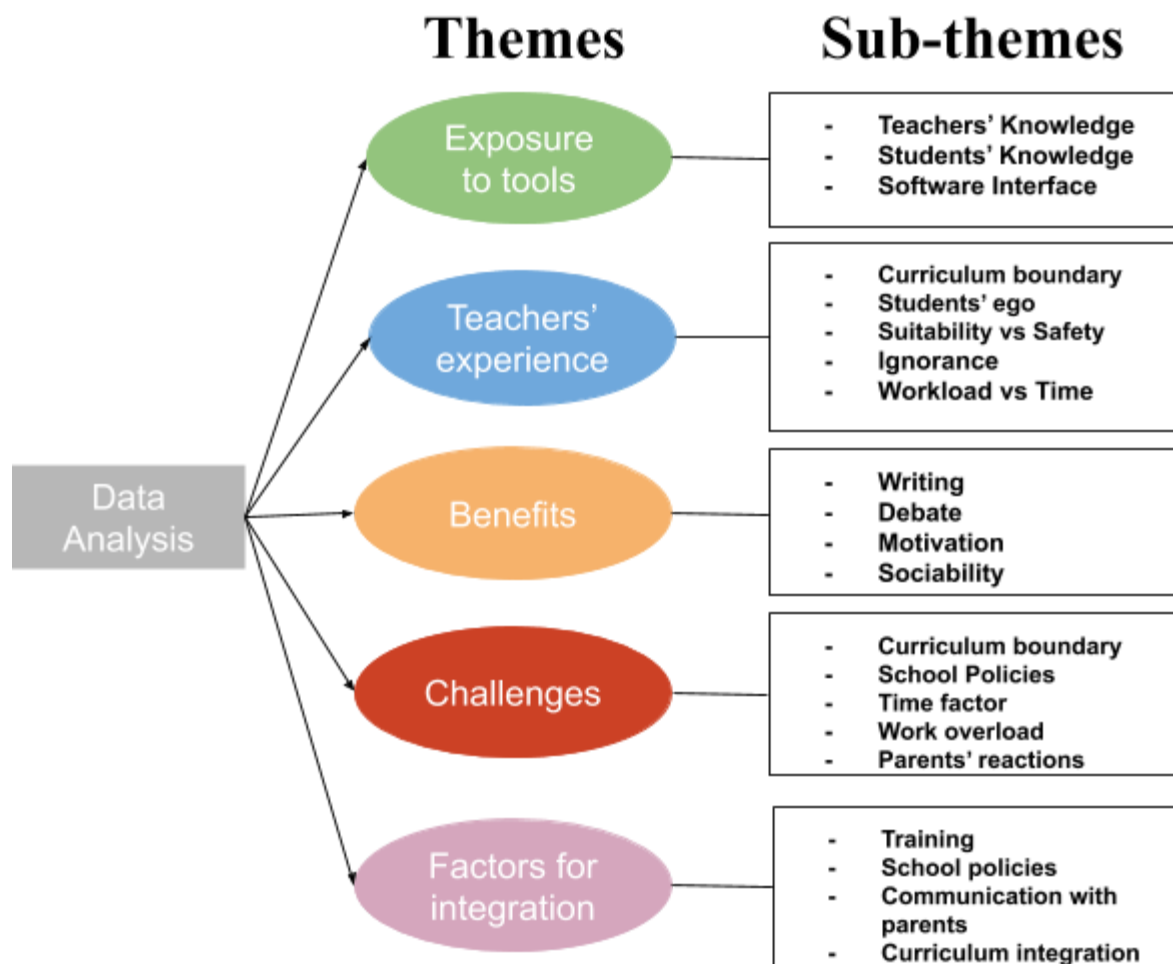 Themes
Sub-themes
Data
Analysis
Exposure
to tools
- Teachers' Knowledge
- Students' Knowledge
- Software Interface
Teachers'
experience
- Curriculum boundary
- Students' ego
- Suitability vs Safety
- Ignorance
- Workload vs Time
Benefits
- Writing
- Debate
- Motivation
- Sociability
Challenges
- Curriculum boundary
- School Policies
- Time factor
- Work overload
- Parents' reactions
Factors for
integration
- Training
- School policies
- Communication with
parents
- Curriculum integration